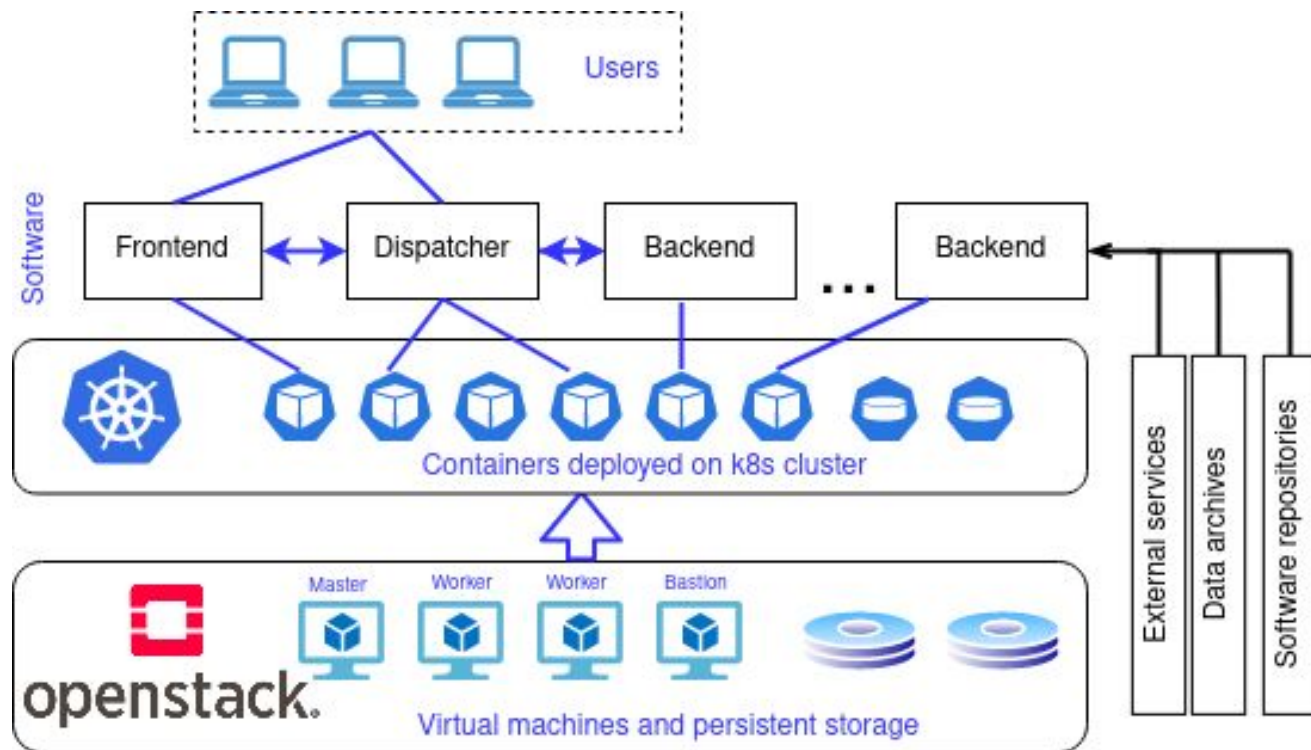 Users
Software
Frontend
Dispatcher
Backend
...
Backend
Containers deployed on k8s cluster
External services
Data archives
Software repositories
Master
Worker
Worker
Bastion
openstack.
Virtual machines and persistent storage